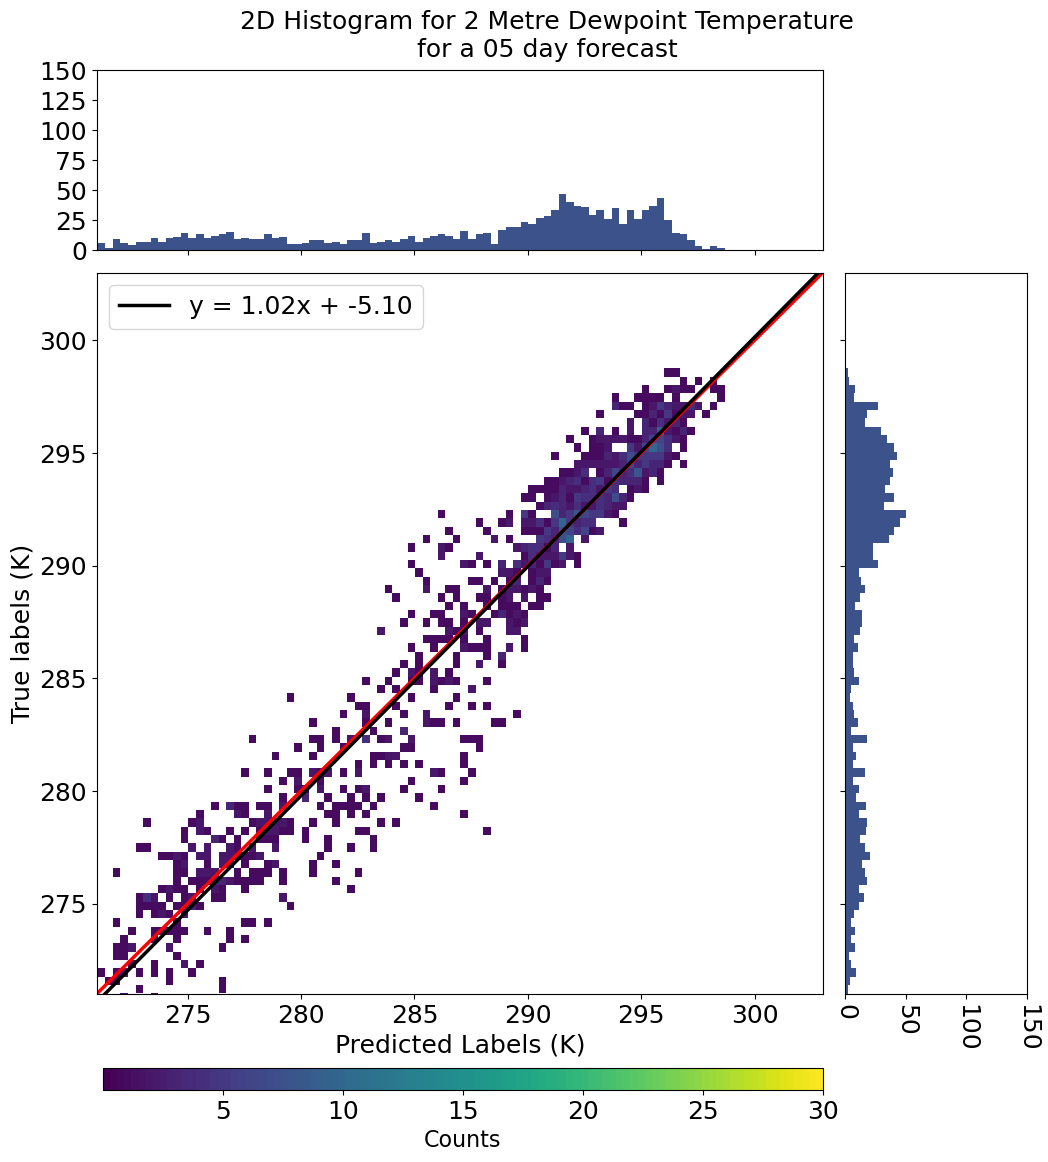 2D Histogram for 2 Metre Dewpoint Temperature
for a 05 day forecast
150
125
100
75
50
25
0
y = 1.02x + -5.10
300
295
290
285
280
275
True labels (K)
275 280 285 290 295 300
Predicted Labels (K)
0 50 100 150
5 10 15 20 25 30
Counts